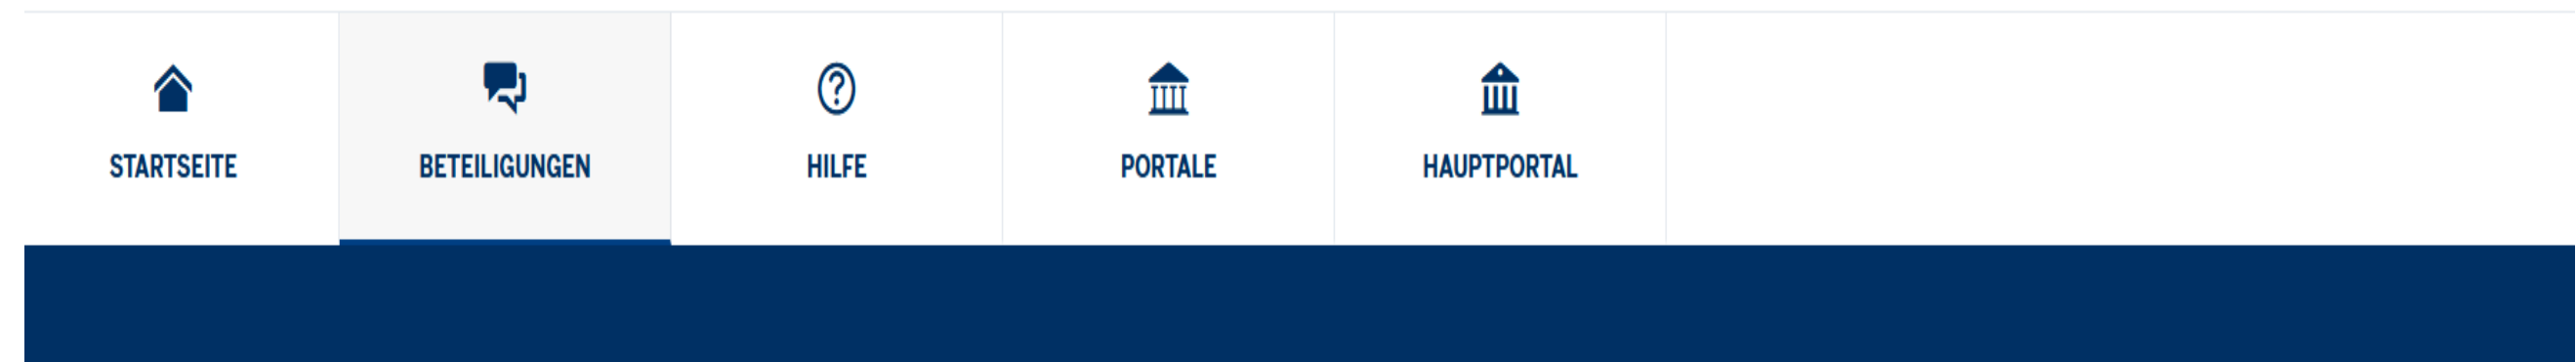 STARTSEITE
BETEILIGUNGEN
HILFE
PORTALE
HAUPTPORTAL